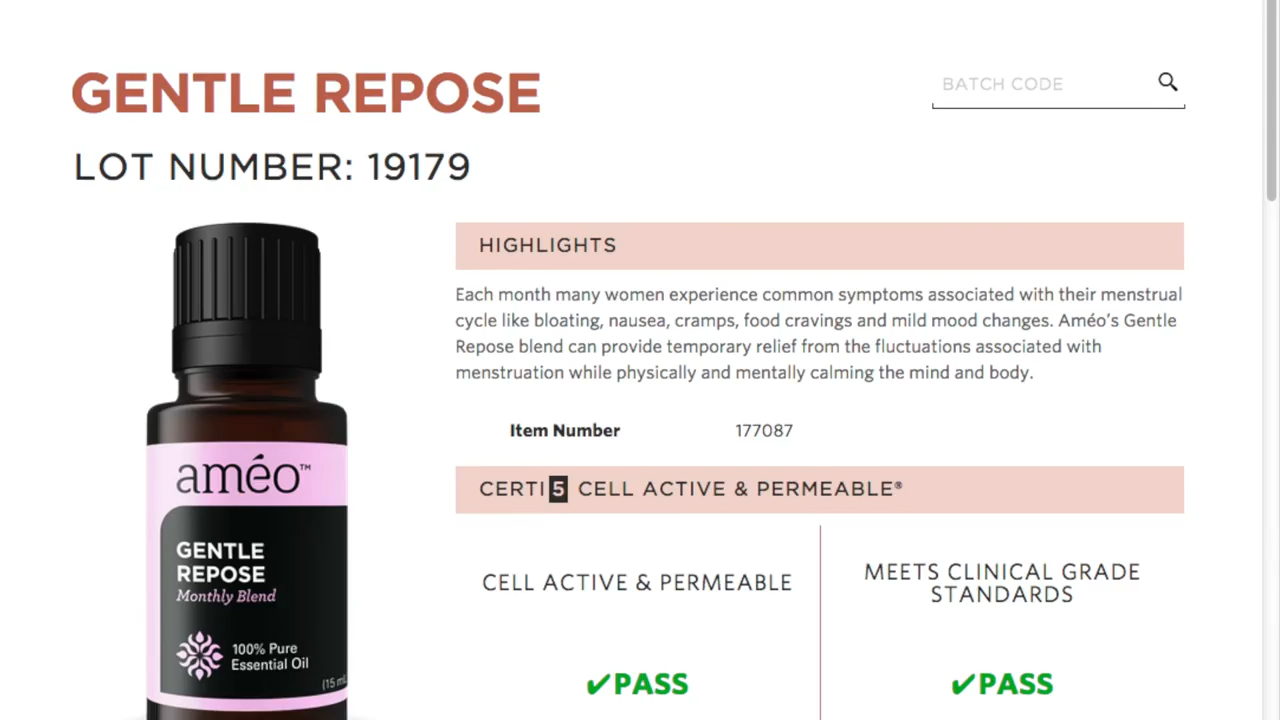 GENTLE REPOSE
BATCH CODE
LOT NUMBER: 19179
HIGHLIGHTS
Each month many women experience common symptoms associated with their menstrual
cycle like bloating, nausea, cramps, food cravings and mild mood changes. Améo’s Gentle
Repose blend can provide temporary relief from the fluctuations associated with
menstruation while physically and mentally calming the mind and body.
Item Number 177087
CERTI5 CELL ACTIVE & PERMEABLE®
CELL ACTIVE & PERMEABLE
✔PASS
MEETS CLINICAL GRADE
STANDARDS
✔PASS
améo™
GENTLE
REPOSE
Monthly Blend
100% Pure
Essential Oil
(15 mL